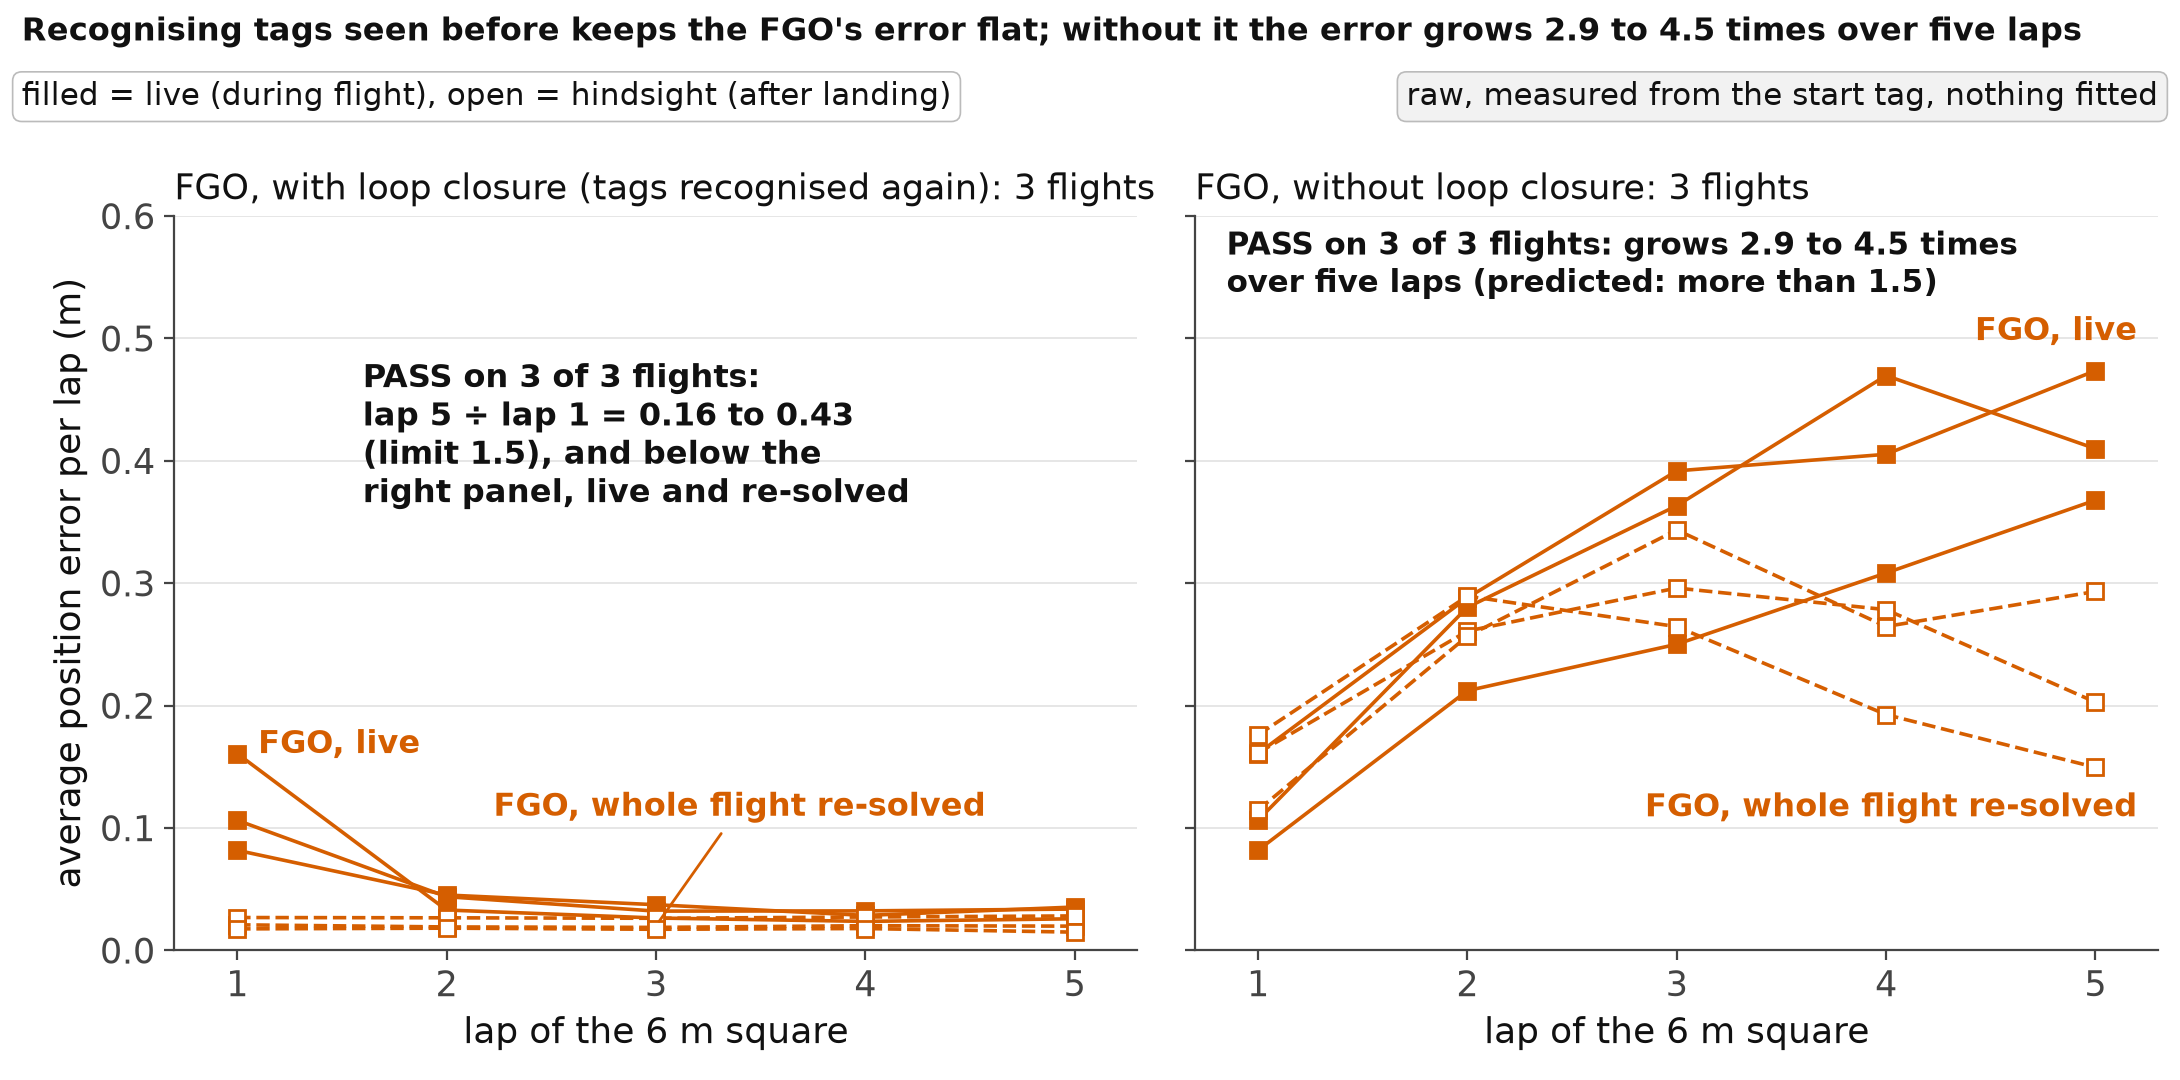 Recognising tags seen before keeps the FGO's error flat; without it the error grows 2.9 to 4.5 times over five laps
filled = live (during flight), open = hindsight (after landing)
raw, measured from the start tag, nothing fitted
FGO, with loop closure (tags recognised again): 3 flights
average position error per lap (m)
0.6
0.5
0.4
0.3
0.2
0.1
0.0
PASS on 3 of 3 flights:
lap 5 ÷ lap 1 = 0.16 to 0.43
(limit 1.5), and below the
right panel, live and re-solved
FGO, live
FGO, whole flight re-solved
1 2 3 4 5
lap of the 6 m square
FGO, without loop closure: 3 flights
PASS on 3 of 3 flights: grows 2.9 to 4.5 times
over five laps (predicted: more than 1.5)
FGO, live
FGO, whole flight re-solved
1 2 3 4 5
lap of the 6 m square